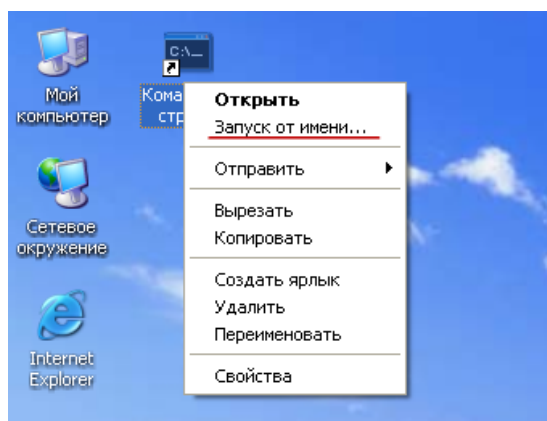 Мой
компьютер
C:\_
Кома
стр
Открыть
Запуск от имени...
Отправить
Вырезать
Копировать
Создать ярлык
Удалить
Переименовать
Свойства
Сетевое
окружение
Internet
Explorer